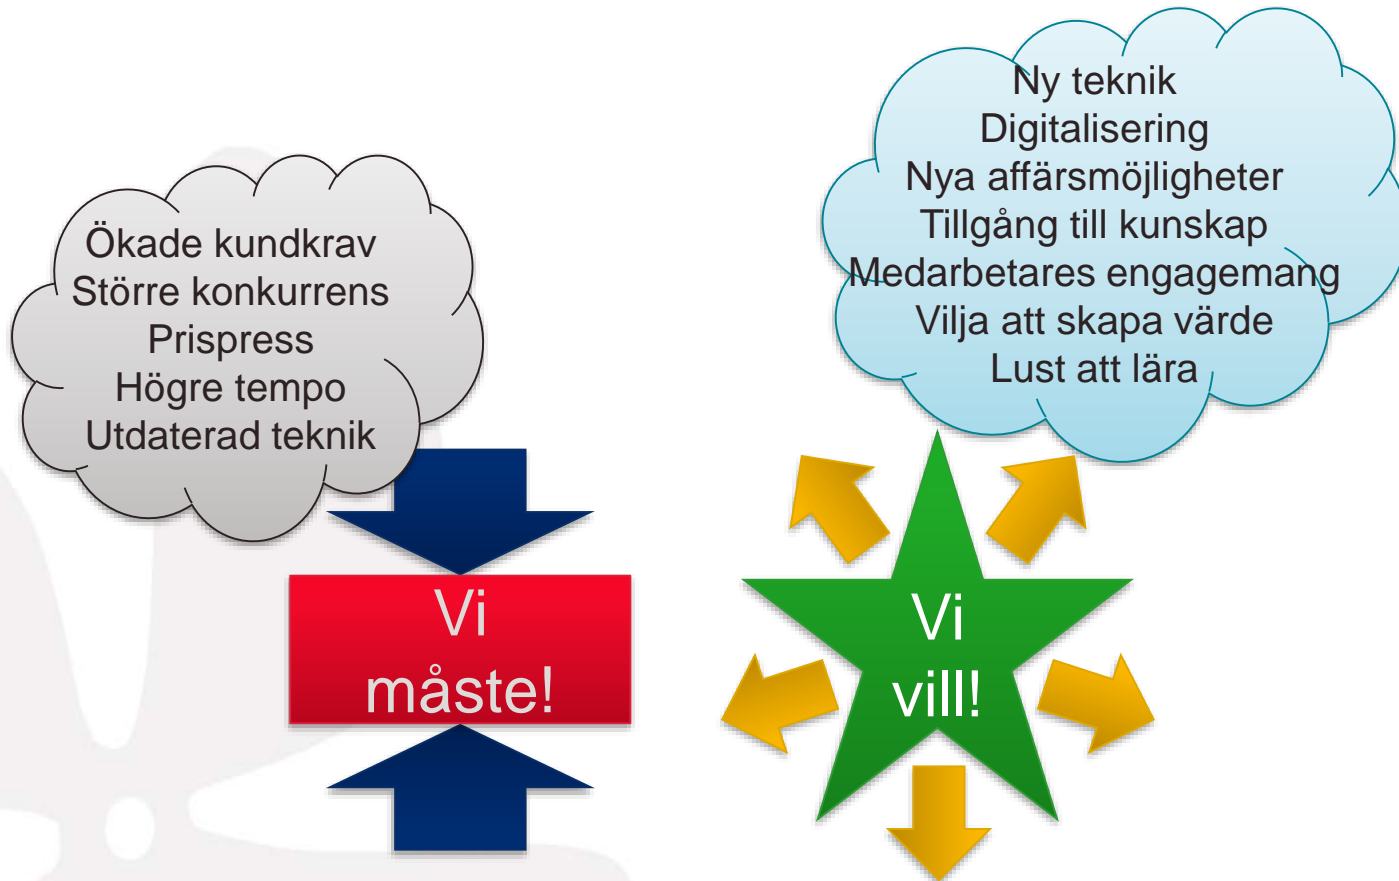 Ökade kundkrav
Större konkurrens
Prispress
Högre tempo
Utdaterad teknik
Vi
måste!
Ny teknik
Digitalisering
Nya affärsmöjligheter
Tillgång till kunskap
Medarbetares engagemang
Vilja att skapa värde
Lust att lära
Vi
vill!